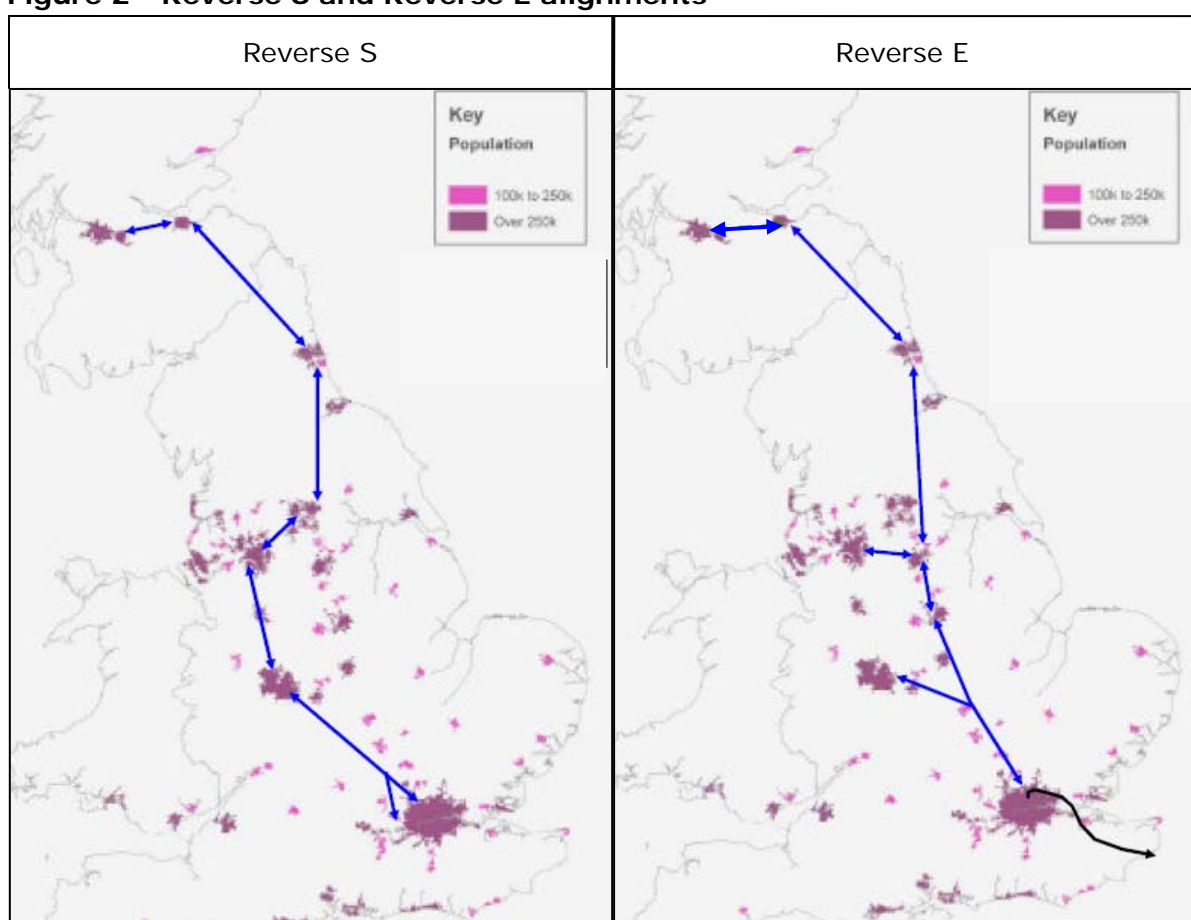 Figure 2 – Reverse S and Reverse E alignments
Reverse S
Reverse E
Key
Population
100k to 250k
Over 250k
Key
Population
100k to 250k
Over 250k